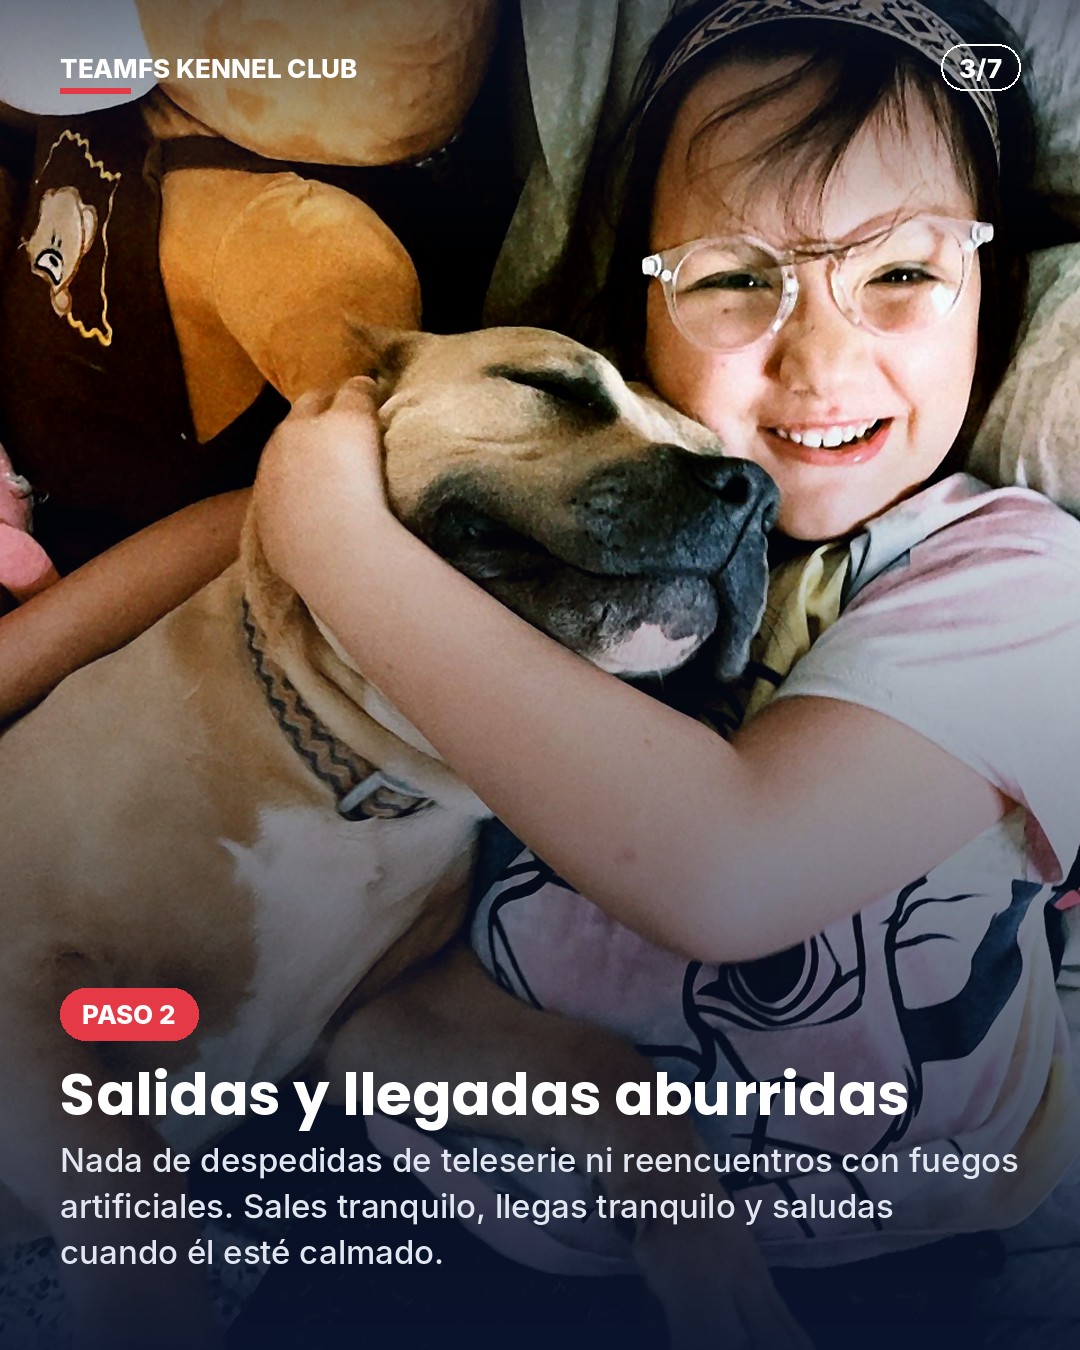 TEAMFS KENNEL CLUB
3/7
PASO 2
Salidas y llegadas aburridas
Nada de despedidas de teleserie ni reencuentros con fuegos
artificiales. Sales tranquilo, llegas tranquilo y saludas
cuando él esté calmado.